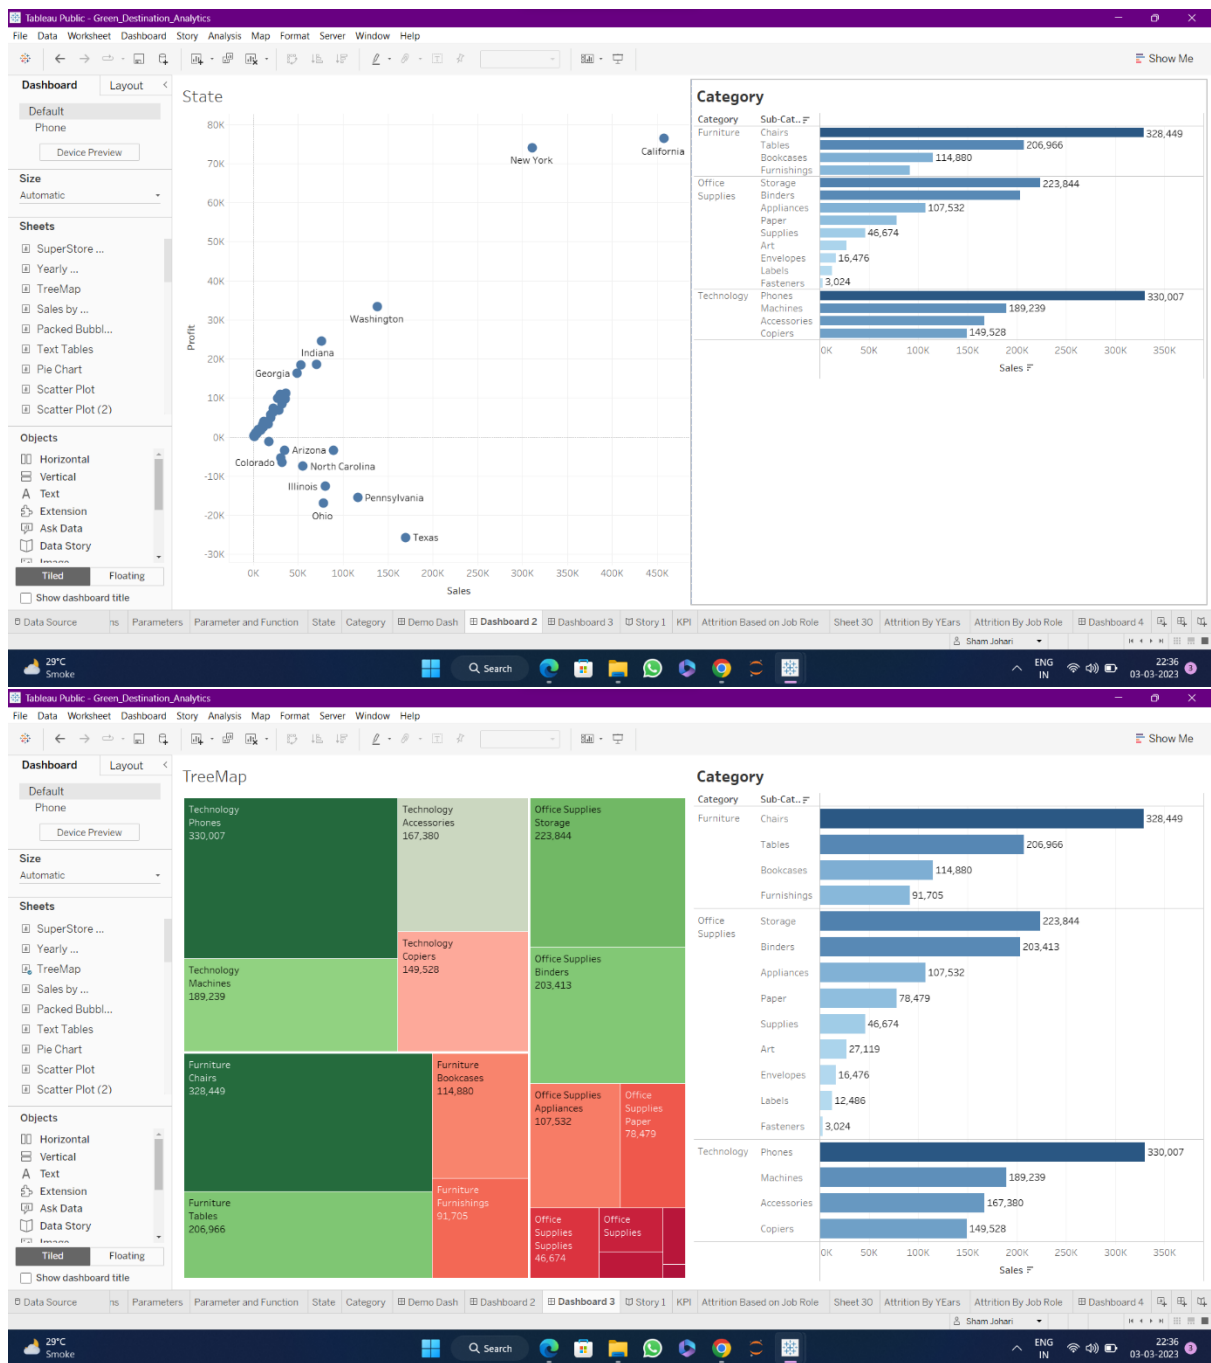 Tableau Public - Green_Destination_Analytics
File Data Worksheet Dashboard Story Analysis Map Format Server Window Help
Show Me
Dashboard Layout
Default
Phone
Device Preview
Size
Automatic
Sheets
SuperStore ...
Yearly ...
TreeMap
Sales by ...
Packed Bubbl...
Text Tables
Pie Chart
Scatter Plot
Scatter Plot (2)
Objects
Horizontal
Vertical
Text
Extension
Ask Data
Data Story
Image
Tiled Floating
Show dashboard title
State
Profit
80K
70K
60K
50K
40K
30K
20K
10K
0K
-10K
-20K
-30K
New York
California
Washington
Indiana
Georgia
Arizona
Colorado
North Carolina
Illinois
Pennsylvania
Ohio
Texas
0K 50K 100K 150K 200K 250K 300K 350K 400K 450K
Sales
Category
Category Sub-Cat..
Furniture Chairs 328,449
Tables 206,966
Bookcases 114,880
Furnishings
Office Supplies Storage 223,844
Binders
Appliances 107,532
Paper
Supplies 46,674
Art
Envelopes 16,476
Labels
Fasteners 3,024
Technology Phones 330,007
Machines 189,239
Accessories
Copiers 149,528
0K 50K 100K 150K 200K 250K 300K 350K
Sales
Data Source ns Parameters Parameter and Function State Category Demo Dash Dashboard 2 Dashboard 3 Story 1 KPI Attrition Based on Job Role Sheet 30 Attrition By YEars Attrition By Job Role Dashboard 4
Sham Johari
29°C
Smoke
Search
ENG
IN
22:36
03-03-2023
3
Tableau Public - Green_Destination_Analytics
File Data Worksheet Dashboard Story Analysis Map Format Server Window Help
Show Me
Dashboard Layout
Default
Phone
Device Preview
Size
Automatic
Sheets
SuperStore ...
Yearly ...
TreeMap
Sales by ...
Packed Bubbl...
Text Tables
Pie Chart
Scatter Plot
Scatter Plot (2)
Objects
Horizontal
Vertical
Text
Extension
Ask Data
Data Story
Image
Tiled Floating
Show dashboard title
TreeMap
Technology
Phones
330,007
Technology
Accessories
167,380
Office Supplies
Storage
223,844
Technology
Machines
189,239
Technology
Copiers
149,528
Office Supplies
Binders
203,413
Furniture
Chairs
328,449
Furniture
Bookcases
114,880
Office Supplies
Appliances
107,532
Office
Supplies
Paper
78,479
Furniture
Tables
206,966
Furniture
Furnishings
91,705
Office
Supplies
Supplies
46,674
Office
Supplies
Category
Category Sub-Cat..
Furniture Chairs 328,449
Tables 206,966
Bookcases 114,880
Furnishings 91,705
Office Supplies Storage 223,844
Binders 203,413
Appliances 107,532
Paper 78,479
Supplies 46,674
Art 27,119
Envelopes 16,476
Labels 12,486
Fasteners 3,024
Technology Phones 330,007
Machines 189,239
Accessories 167,380
Copiers 149,528
0K 50K 100K 150K 200K 250K 300K 350K
Sales
Data Source ns Parameters Parameter and Function State Category Demo Dash Dashboard 2 Dashboard 3 Story 1 KPI Attrition Based on Job Role Sheet 30 Attrition By YEars Attrition By Job Role Dashboard 4
Sham Johari
29°C
Smoke
Search
ENG
IN
22:36
03-03-2023
3